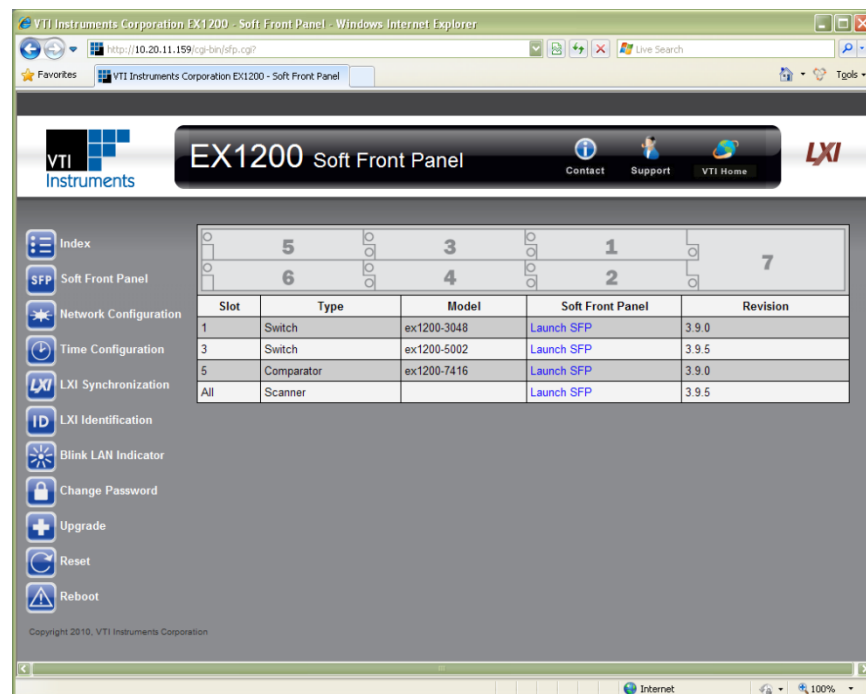 VTI Instruments Corporation EX1200 - Soft Front Panel - Windows Internet Explorer
http://10.20.11.159/cgi-bin/sfp.cgi?
Live Search
Favorites
VTI Instruments Corporation EX1200 - Soft Front Panel
Tools
VTI
Instruments
EX1200 Soft Front Panel
Contact
Support
VTI Home
LXI
Index
SFP Soft Front Panel
Network Configuration
Time Configuration
LXI LXI Synchronization
ID LXI Identification
Blink LAN Indicator
Change Password
Upgrade
Reset
Reboot
Copyright 2010, VTI Instruments Corporation
5 3 1 7
6 4 2
Slot Type Model Soft Front Panel Revision
1 Switch ex1200-3048 Launch SFP 3.9.0
3 Switch ex1200-5002 Launch SFP 3.9.5
5 Comparator ex1200-7416 Launch SFP 3.9.0
All Scanner Launch SFP 3.9.5
Internet
100%